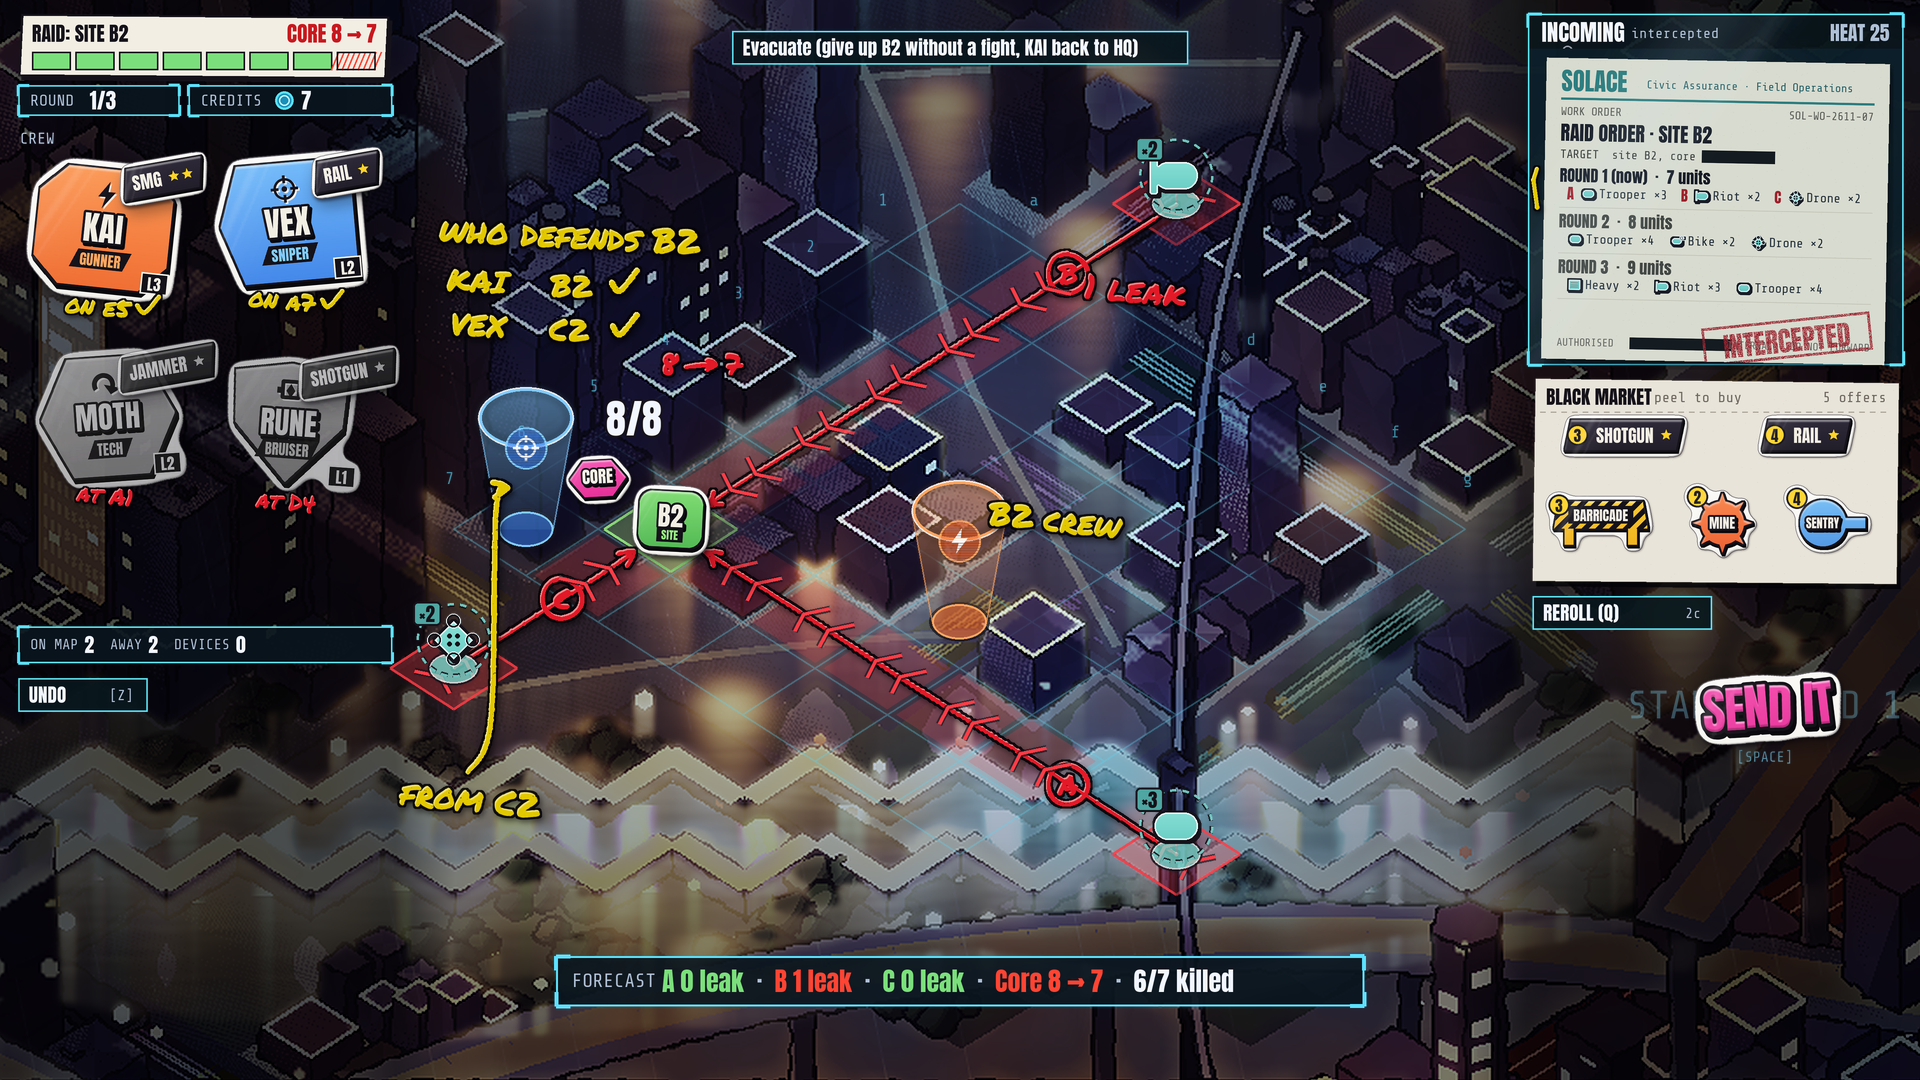 RAID: SITE B2
CORE 8 → 7
ROUND 1/3
CREDITS 7
CREW
SMG ★★
KAI
GUNNER
L3
ON E5 ✓
RAIL ★
VEX
SNIPER
L2
ON A7 ✓
JAMMER ★
MOTH
TECH
L2
AT A1
SHOTGUN ★
RUNE
BRUISER
L1
AT D4
ON MAP 2 AWAY 2 DEVICES 0
UNDO [Z]
Evacuate (give up B2 without a fight, KAI back to HQ)
WHO DEFENDS B2
KAI B2 ✓
VEX C2 ✓
8 → 7
8/8
CORE
B2
SITE
B2 CREW
FROM C2
1 LEAK
A
B
C
×2
×2
×3
1
2
3
5
7
a
d
e
f
g
INCOMING intercepted HEAT 25
SOLACE Civic Assurance · Field Operations
WORK ORDER SOL-WO-2611-07
RAID ORDER · SITE B2
TARGET site B2, core
ROUND 1 (now) · 7 units
A Trooper ×3 B Riot ×2 C Drone ×2
ROUND 2 · 8 units
Trooper ×4 Bike ×2 Drone ×2
ROUND 3 · 9 units
Heavy ×2 Riot ×3 Trooper ×4
AUTHORISED
INTERCEPTED
BLACK MARKET peel to buy 5 offers
3 SHOTGUN ★
4 RAIL ★
3 BARRICADE
2 MINE
4 SENTRY
REROLL (Q) 2c
SEND IT
[SPACE]
FORECAST A 0 leak · B 1 leak · C 0 leak · Core 8 → 7 · 6/7 killed